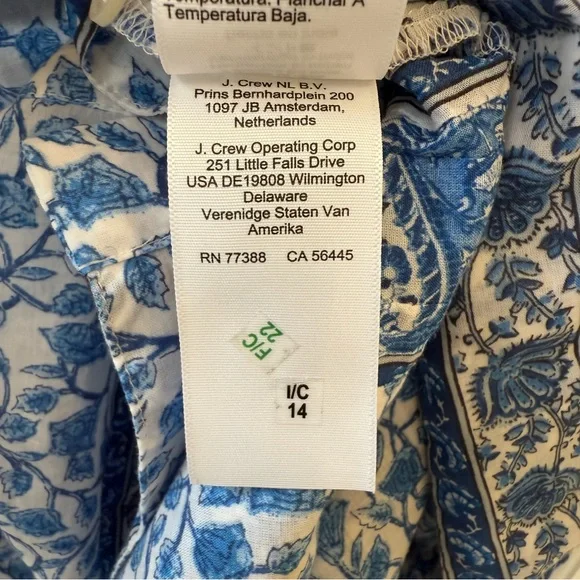 Temperatura. Planchar A
Temperatura Baja.
J. Crew NL B.V.
Prins Bernhardplein 200
1097 JB Amsterdam,
Netherlands
J. Crew Operating Corp
251 Little Falls Drive
USA DE19808 Wilmington
Delaware
Verenidge Staten Van
Amerika
RN 77388 CA 56445
F/C
22
I/C
14